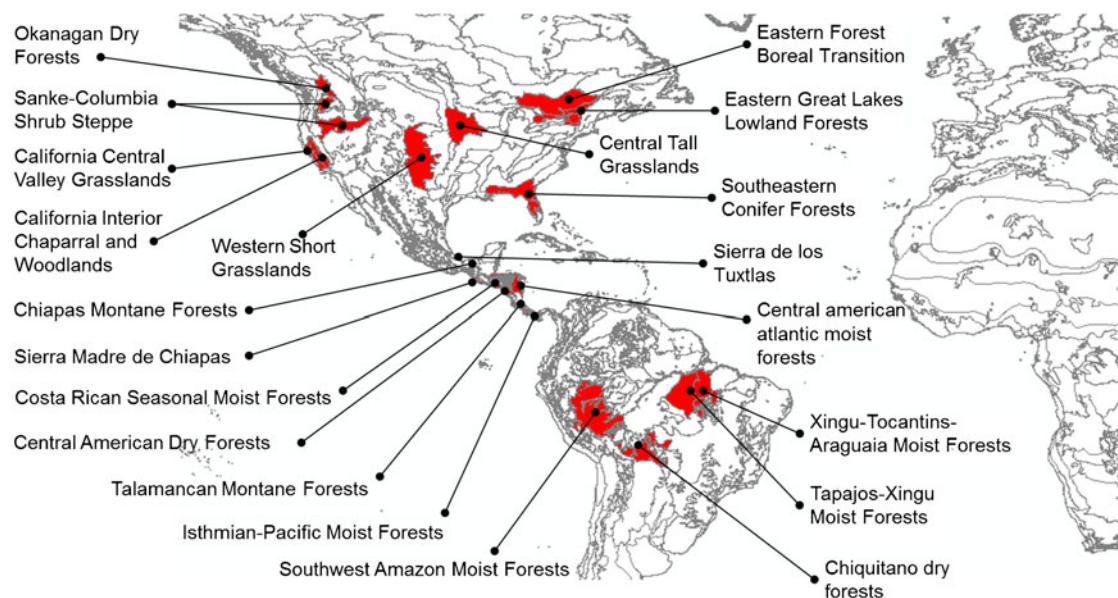 Okanagan Dry
Forests
Sanke-Columbia
Shrub Steppe
California Central
Valley Grasslands
California Interior
Chaparral and
Woodlands
Western Short
Grasslands
Chiapas Montane Forests
Sierra Madre de Chiapas
Costa Rican Seasonal Moist Forests
Central American Dry Forests
Talamancan Montane Forests
Isthmian-Pacific Moist Forests
Southwest Amazon Moist Forests
Eastern Forest
Boreal Transition
Eastern Great Lakes
Lowland Forests
Central Tall
Grasslands
Southeastern
Conifer Forests
Sierra de los
Tuxtlas
Central american
atlantic moist
forests
Xingu-Tocantins-
Araguaia Moist Forests
Tapajos-Xingu
Moist Forests
Chiquitano dry
forests